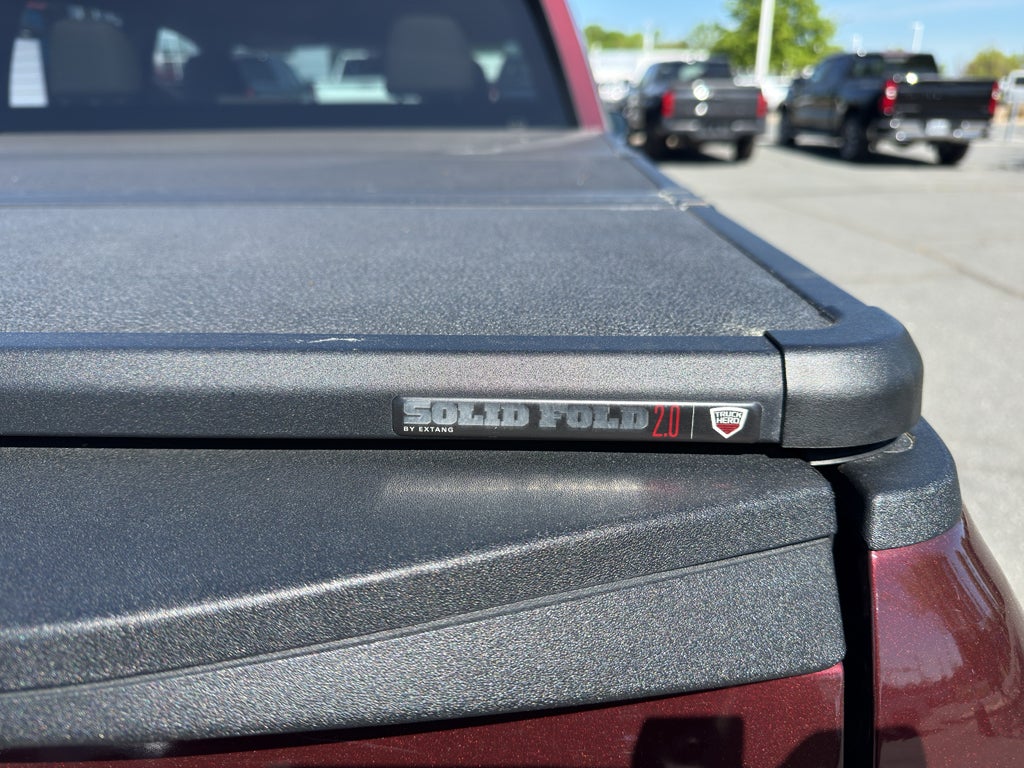 SOLID FOLD 2.0
BY EXTANG
TRUCK
HERO